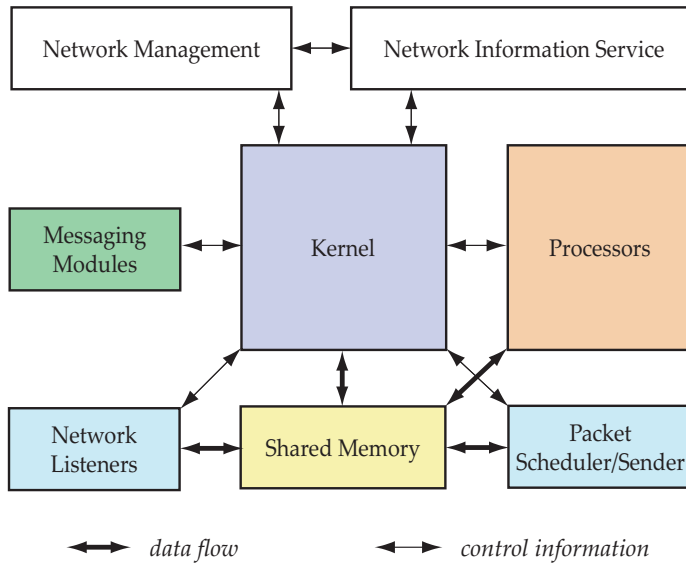 Network Management
Network Information Service
Messaging
Modules
Kernel
Processors
Network
Listeners
Shared Memory
Packet
Scheduler/Sender
data flow
control information